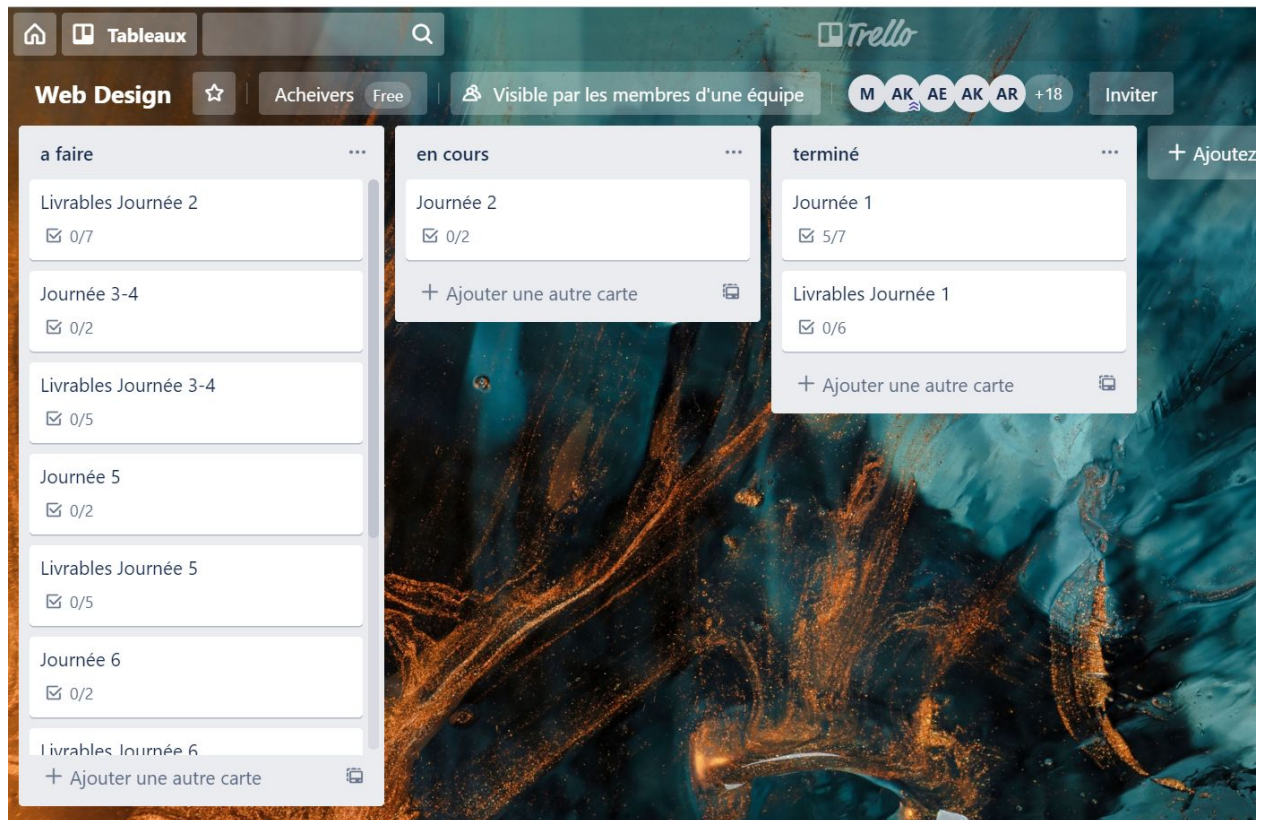 Tableaux
Trello
Web Design
Acheivers Free
Visible par les membres d'une équipe
M AK AE AK AR +18
Inviter
a faire
Livrables Journée 2
0/7
Journée 3-4
0/2
Livrables Journée 3-4
0/5
Journée 5
0/2
Livrables Journée 5
0/5
Journée 6
0/2
Livrables Journée 6
+ Ajouter une autre carte
en cours
Journée 2
0/2
+ Ajouter une autre carte
terminé
Journée 1
5/7
Livrables Journée 1
0/6
+ Ajouter une autre carte
+ Ajoutez